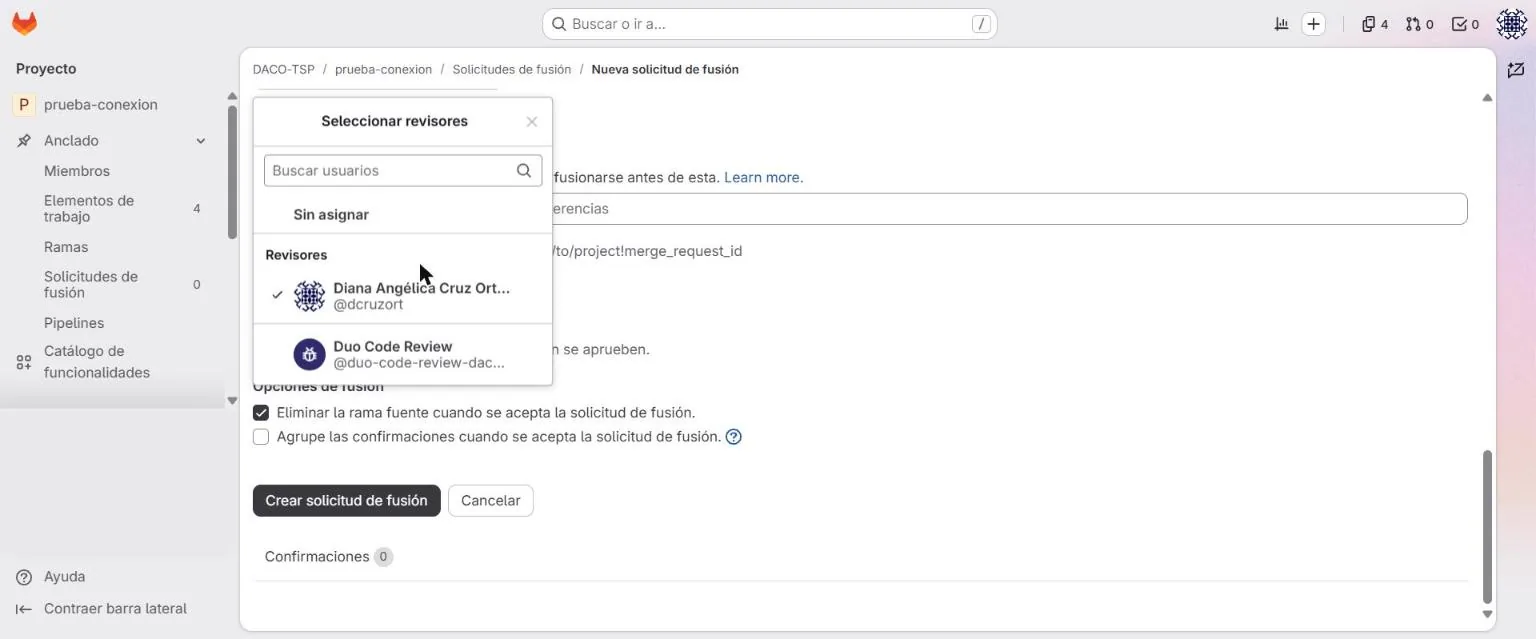 Buscar o ir a...
/
4
0
0
Proyecto
P prueba-conexion
Anclado
Miembros
Elementos de
trabajo
4
Ramas
Solicitudes de
fusión
0
Pipelines
Catálogo de
funcionalidades
Ayuda
Contraer barra lateral
DACO-TSP / prueba-conexion / Solicitudes de fusión / Nueva solicitud de fusión
Seleccionar revisores
Buscar usuarios
Sin asignar
Revisores
Diana Angélica Cruz Ort...
@dcruzort
Duo Code Review
@duo-code-review-dac...
fusionarse antes de esta. Learn more.
erencias
/to/project!merge_request_id
n se aprueben.
Opciones de fusión
Eliminar la rama fuente cuando se acepta la solicitud de fusión.
Agrupe las confirmaciones cuando se acepta la solicitud de fusión.
Crear solicitud de fusión
Cancelar
Confirmaciones 0